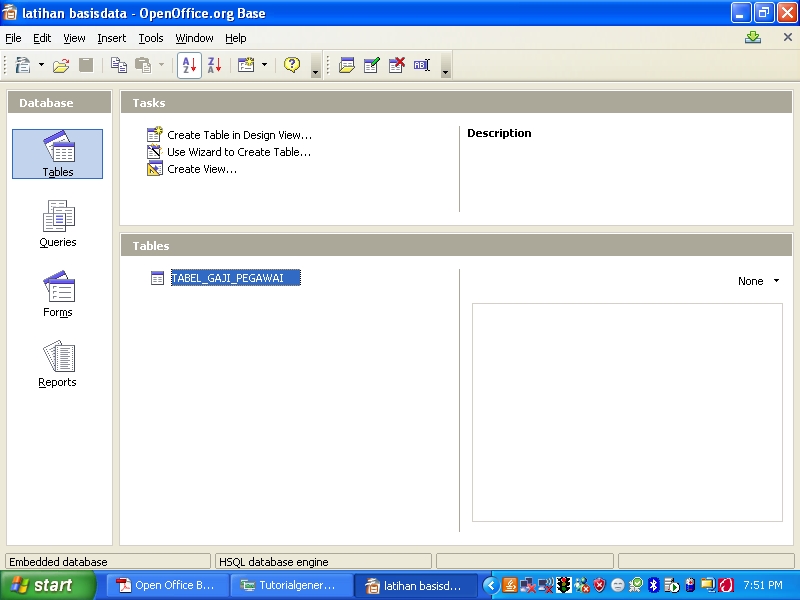 latihan basisdata - OpenOffice.org Base
File Edit View Insert Tools Window Help
Database
Tables
Queries
Forms
Reports
Tasks
Create Table in Design View...
Use Wizard to Create Table...
Create View...
Description
Tables
TABEL_GAJI_PEGAWAI
None
Embedded database
HSQL database engine
start
Open Office B...
Tutorialgener...
latihan basisd...
7:51 PM